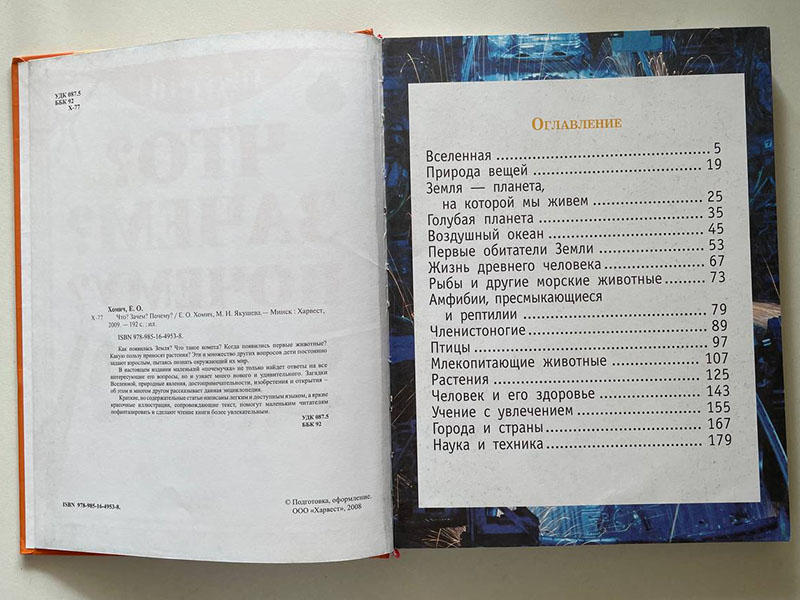 УДК 087.5
ББК 92
Х-77
Хомич, Е. О.
Х-77 Что? Зачем? Почему? / Е. О. Хомич, М. И. Якушева.— Минск : Харвест,
2009. — 192 с. : ил.
ISBN 978-985-16-4953-8.
Как появилась Земля? Что такое комета? Когда появились первые животные?
Какую пользу приносят растения? Эти и множество других вопросов дети постоянно
задают взрослым, пытаясь познать окружающий их мир.
В настоящем издании маленький «почемучка» не только найдет ответы на все
интересующие его вопросы, но и узнает много нового и удивительного. Загадки
Вселенной, природные явления, достопримечательности, изобретения и открытия –
об этом и многом другом рассказывает данная энциклопедия.
Краткие, но содержательные статьи написаны легким и доступным языком, а яркие
красочные иллюстрации, сопровождающие текст, помогут маленьким читателям
пофантазировать и сделают чтение книги более увлекательным.
УДК 087.5
ББК 92
ISBN 978-985-16-4953-8.
© Подготовка, оформление.
ООО «Харвест», 2008
Оглавление
Вселенная 5
Природа вещей 19
Земля — планета,
на которой мы живем 25
Голубая планета 35
Воздушный океан 45
Первые обитатели Земли 53
Жизнь древнего человека 67
Рыбы и другие морские животные 73
Амфибии, пресмыкающиеся
и рептилии 79
Членистоногие 89
Птицы 97
Млекопитающие животные 107
Растения 125
Человек и его здоровье 143
Учение с увлечением 155
Города и страны 167
Наука и техника 179